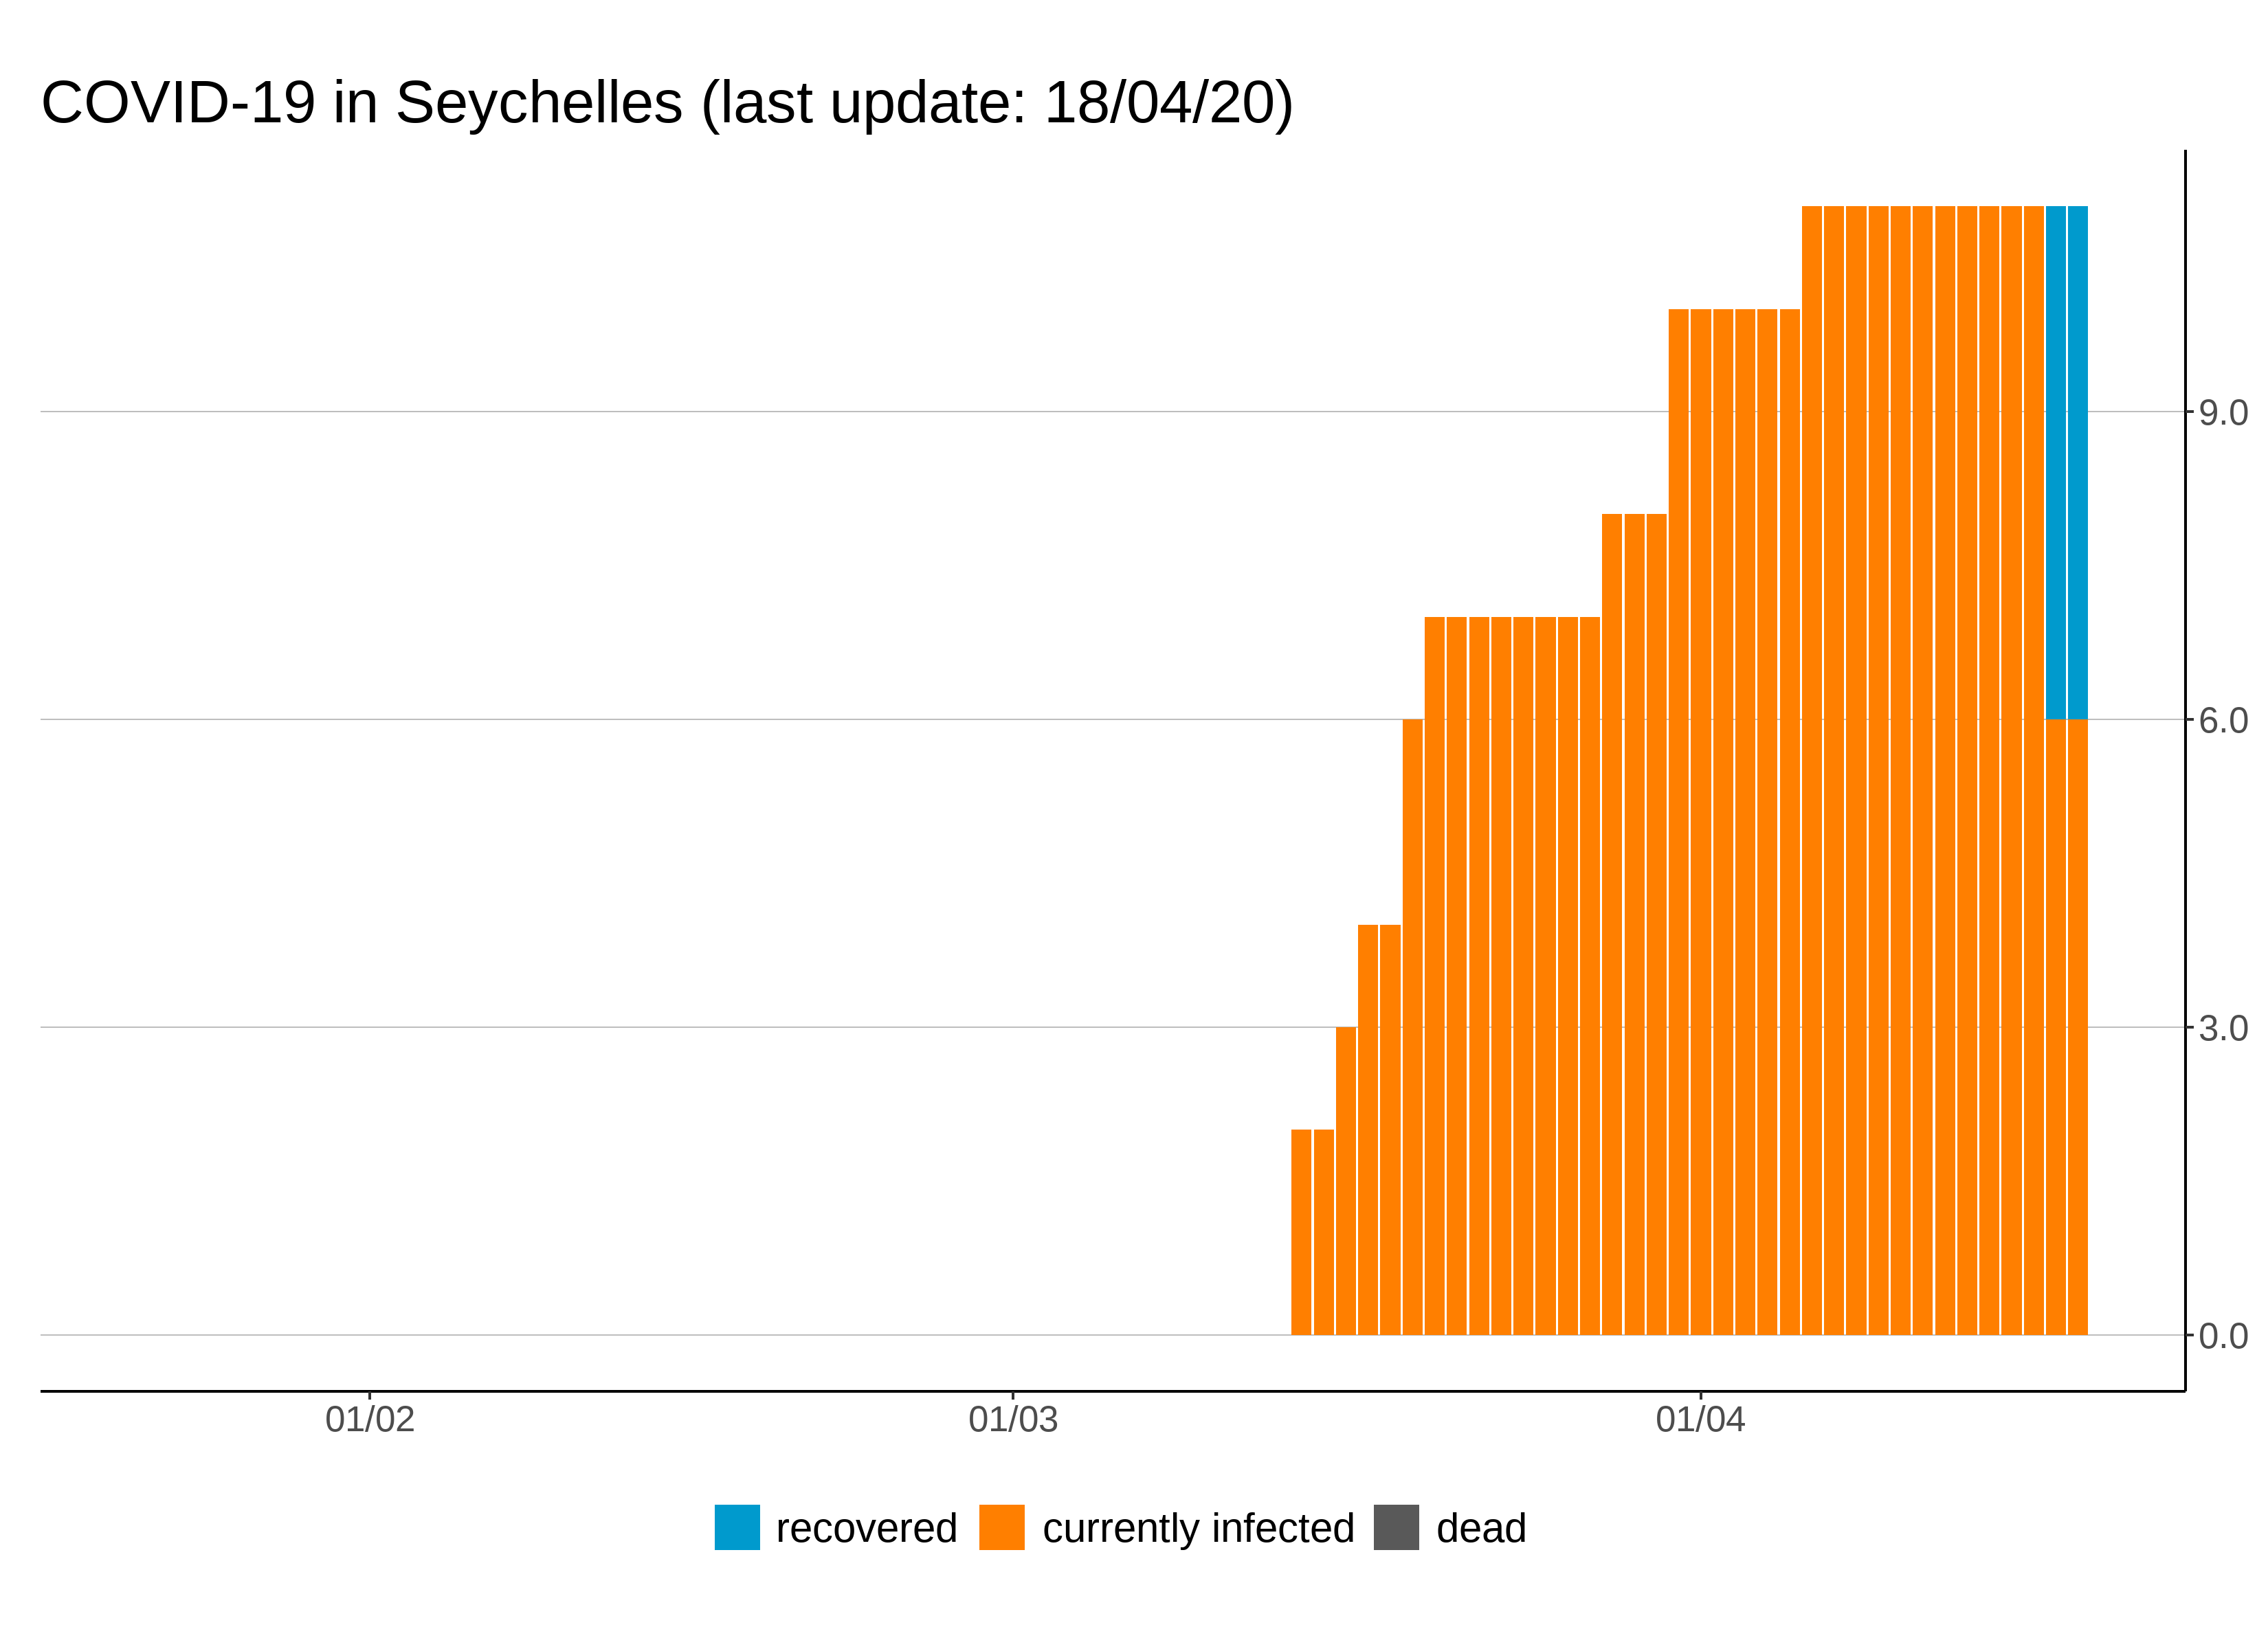 COVID-19 in Seychelles (last update: 18/04/20)
9.0
6.0
3.0
0.0
01/02 01/03 01/04
recovered currently infected dead